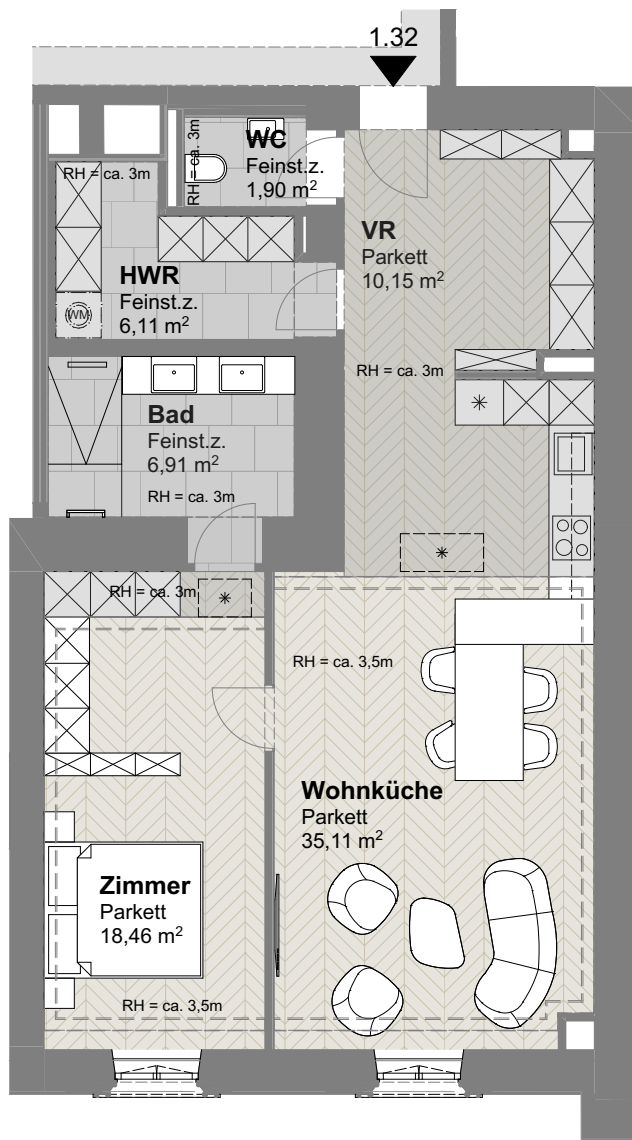 1.32
RH = ca. 3m
WC
Feinst.z.
1,90 m²
RH = ca. 3m
VR
Parkett
10,15 m²
HWR
Feinst.z.
6,11 m²
WM
RH = ca. 3m
Bad
Feinst.z.
6,91 m²
RH = ca. 3m
RH = ca. 3m
RH = ca. 3,5m
Wohnküche
Parkett
35,11 m²
Zimmer
Parkett
18,46 m²
RH = ca. 3,5m